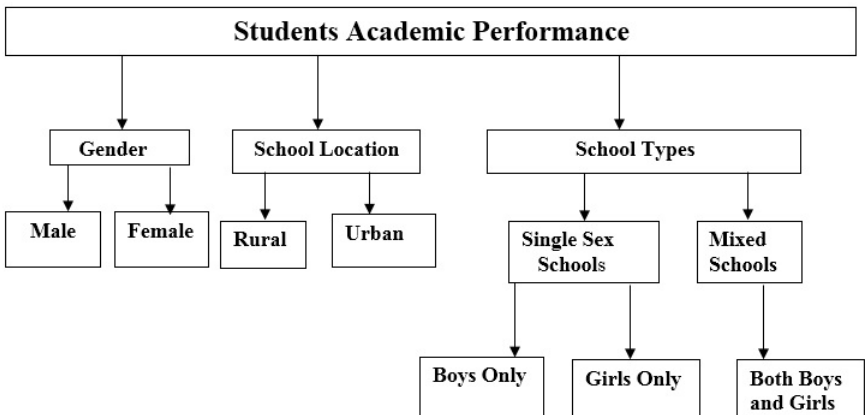 Students Academic Performance
Gender
School Location
School Types
Male
Female
Rural
Urban
Single Sex
Schools
Mixed
Schools
Boys Only
Girls Only
Both Boys
and Girls